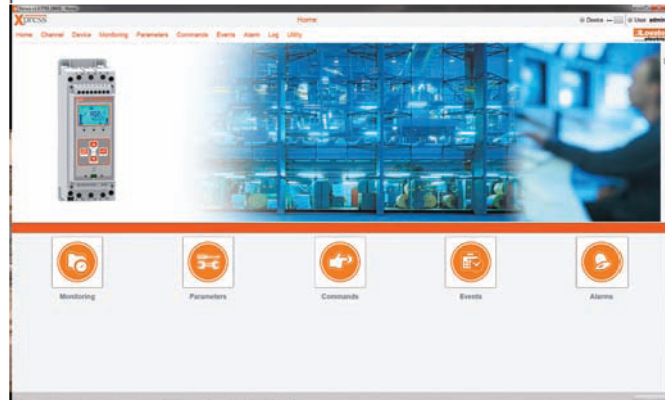 Xpress
Home
Device
User admin
Home Channel Device Monitoring Parameters Commands Events Alarm Log Utility
Lovato
electric
Monitoring
Parameters
Commands
Events
Alarms